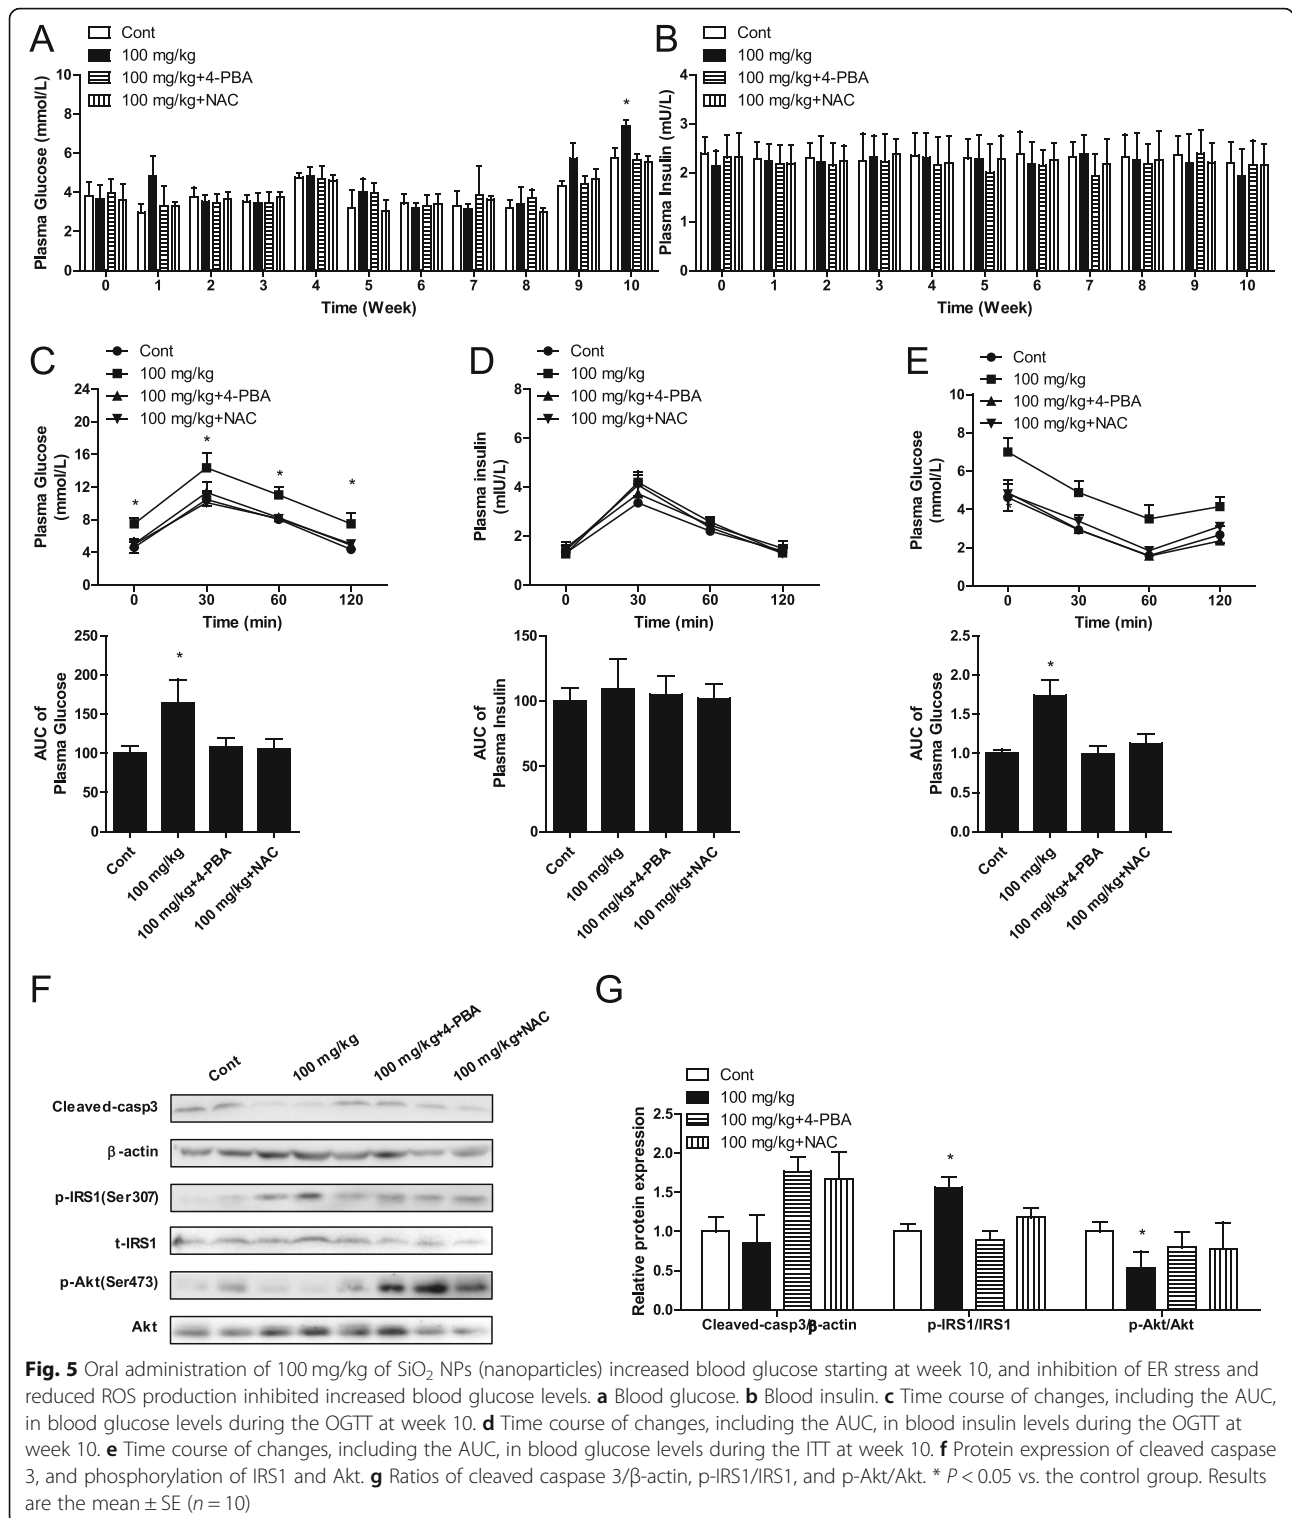 A
Cont
100 mg/kg
100 mg/kg+4-PBA
100 mg/kg+NAC
Plasma Glucose (mmol/L)
10
8
6
4
2
0
*
0 1 2 3 4 5 6 7 8 9 10
Time (Week)
B
Cont
100 mg/kg
100 mg/kg+4-PBA
100 mg/kg+NAC
Plasma Insulin (mU/L)
4
3
2
1
0
0 1 2 3 4 5 6 7 8 9 10
Time (Week)
C
Cont
100 mg/kg
100 mg/kg+4-PBA
100 mg/kg+NAC
Plasma Glucose
(mmol/L)
24
20
16
12
8
4
0
* * * *
0 30 60 120
Time (min)
AUC of
Plasma Glucose
250
200
150
100
50
0
*
Cont
100 mg/kg
100 mg/kg+4-PBA
100 mg/kg+NAC
D
Cont
100 mg/kg
100 mg/kg+4-PBA
100 mg/kg+NAC
Plasma insulin
(mIU/L)
8
6
4
2
0
0 30 60 120
Time (min)
AUC of
Plasma Insulin
150
100
50
0
Cont
100 mg/kg
100 mg/kg+4-PBA
100 mg/kg+NAC
E
Cont
100 mg/kg
100 mg/kg+4-PBA
100 mg/kg+NAC
Plasma Glucose
(mmol/L)
10
8
6
4
2
0
0 30 60 120
Time (min)
AUC of
Plasma Glucose
2.5
2.0
1.5
1.0
0.5
0.0
*
Cont
100 mg/kg
100 mg/kg+4-PBA
100 mg/kg+NAC
F
Cont
100 mg/kg
100 mg/kg+4-PBA
100 mg/kg+NAC
Cleaved-casp3
β-actin
p-IRS1(Ser307)
t-IRS1
p-Akt(Ser473)
Akt
G
Cont
100 mg/kg
100 mg/kg+4-PBA
100 mg/kg+NAC
Relative protein expression
2.5
2.0
1.5
1.0
0.5
0.0
*
*
Cleaved-casp3/β-actin
p-IRS1/IRS1
p-Akt/Akt
Fig. 5 Oral administration of 100 mg/kg of SiO₂ NPs (nanoparticles) increased blood glucose starting at week 10, and inhibition of ER stress and
reduced ROS production inhibited increased blood glucose levels. a Blood glucose. b Blood insulin. c Time course of changes, including the AUC,
in blood glucose levels during the OGTT at week 10. d Time course of changes, including the AUC, in blood insulin levels during the OGTT at
week 10. e Time course of changes, including the AUC, in blood glucose levels during the ITT at week 10. f Protein expression of cleaved caspase
3, and phosphorylation of IRS1 and Akt. g Ratios of cleaved caspase 3/β-actin, p-IRS1/IRS1, and p-Akt/Akt. * P < 0.05 vs. the control group. Results
are the mean ± SE (n = 10)